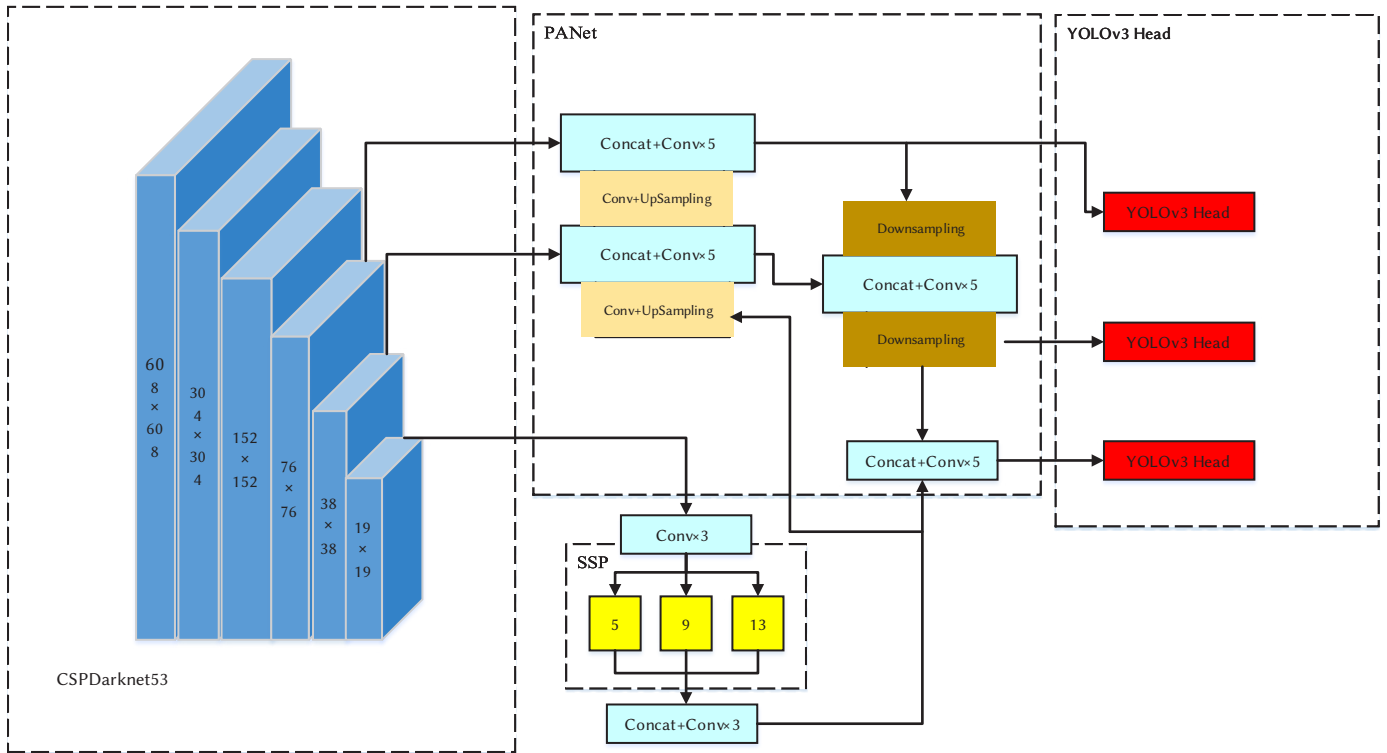 PANet
YOLOv3 Head
Concat+Conv×5
Conv+UpSampling
Concat+Conv×5
Conv+UpSampling
Downsampling
Concat+Conv×5
Downsampling
Concat+Conv×5
YOLOv3 Head
YOLOv3 Head
YOLOv3 Head
60
8
×
60
8
30
4
×
30
4
152
×
152
76
×
76
38
×
38
19
×
19
CSPDarknet53
Conv×3
SSP
5
9
13
Concat+Conv×3